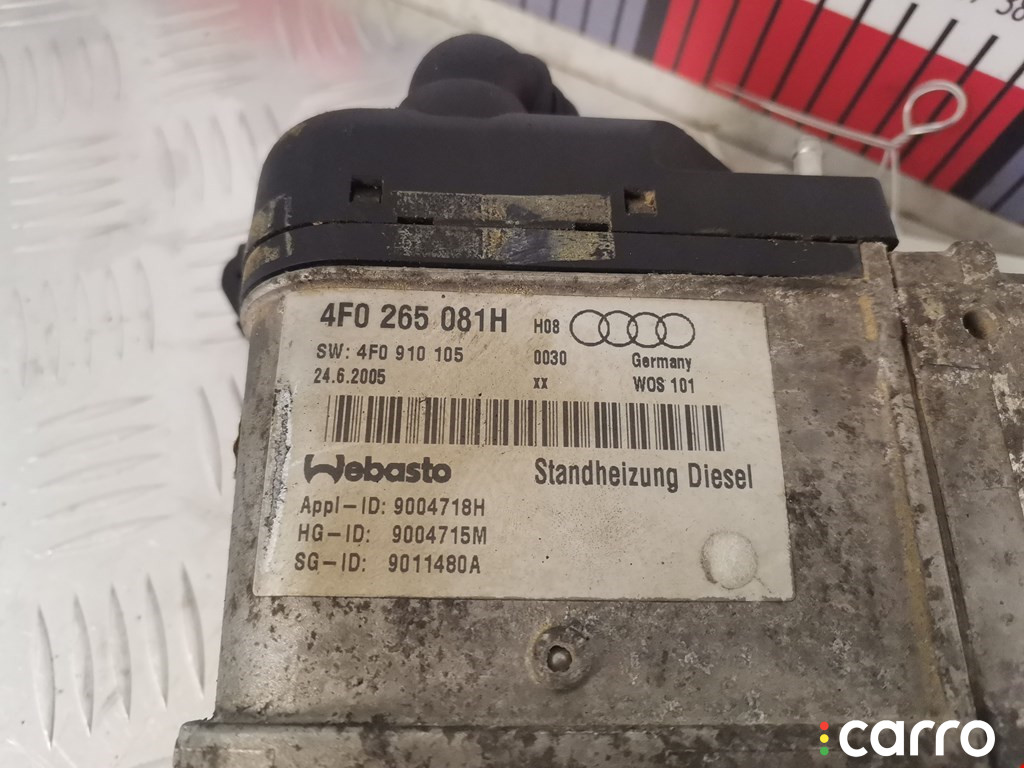 4F0 265 081H H08
SW: 4F0 910 105 0030 Germany
24.6.2005 xx WOS 101
Webasto Standheizung Diesel
Appl-ID: 9004718H
HG-ID: 9004715M
SG-ID: 9011480A
carro